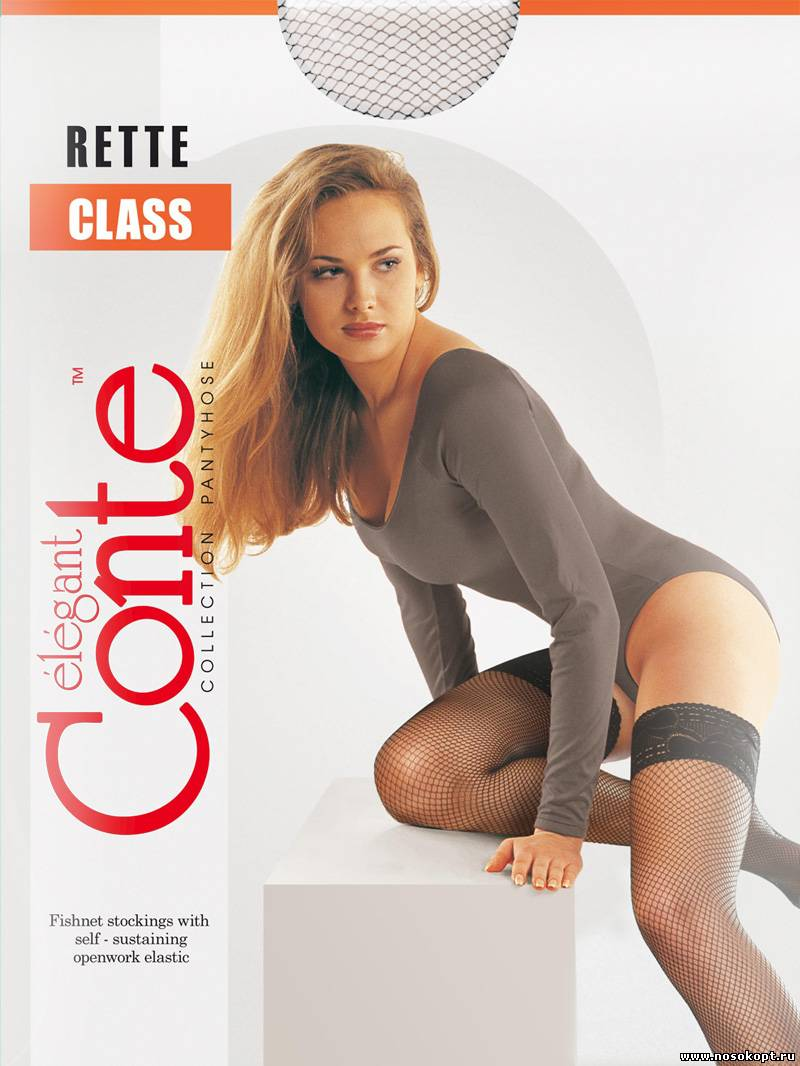 RETTE
CLASS
élégant
Conte
TM
COLLECTION PANTYHOSE
Fishnet stockings with
self - sustaining
openwork elastic
www.nosokopt.ru